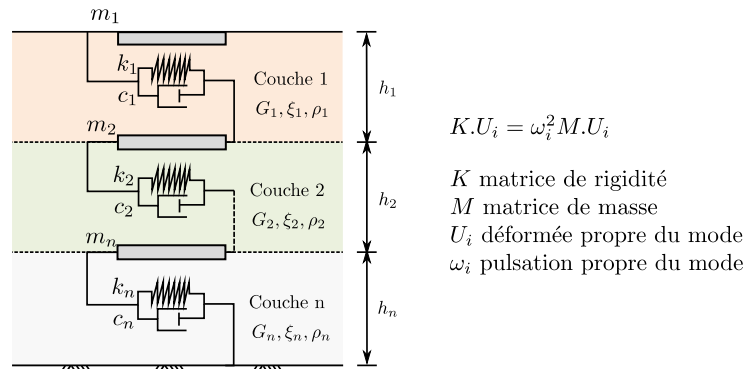 m₁
k₁
c₁
Couche 1
G₁, ξ₁, ρ₁
h₁
m₂
k₂
c₂
Couche 2
G₂, ξ₂, ρ₂
h₂
mₙ
kₙ
cₙ
Couche n
Gₙ, ξₙ, ρₙ
hₙ
K.Uᵢ = ωᵢ²M.Uᵢ
K matrice de rigidité
M matrice de masse
Uᵢ déformée propre du mode
ωᵢ pulsation propre du mode